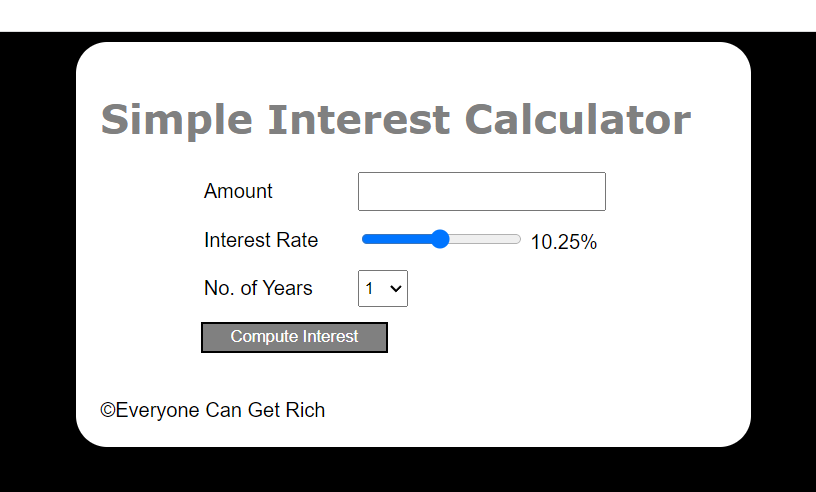 Simple Interest Calculator
Amount
Interest Rate 10.25%
No. of Years 1
Compute Interest
©Everyone Can Get Rich